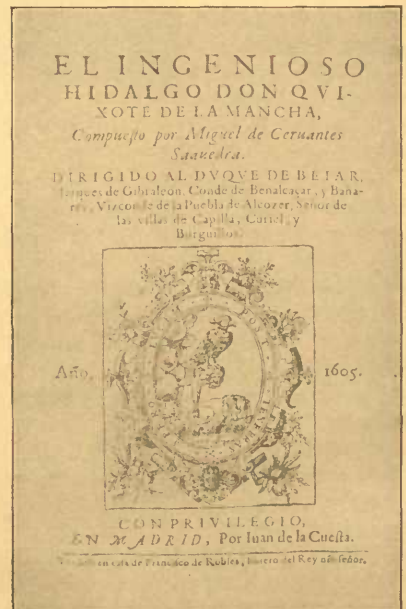 EL INGENIOSO
HIDALGO DON QVI-
XOTE DE LA MANCHA,
Compuesto por Miguel de Ceruantes
Saauedra.
DIRIGIDO AL DVQVE DE BEIAR,
de Gibraleon, Conde de Benalcaçar, y Baña-
Vizconde de la Puebla de Alcozer, Señor de
las villas de Capilla, Curiel, y
Burguillos.
Año,
1605.
POST TENEBRAS
CON PRIVILEGIO,
EN MADRID, Por Iuan de la Cuesta.
en casa de Francisco de Robles, del Rey nro señor.